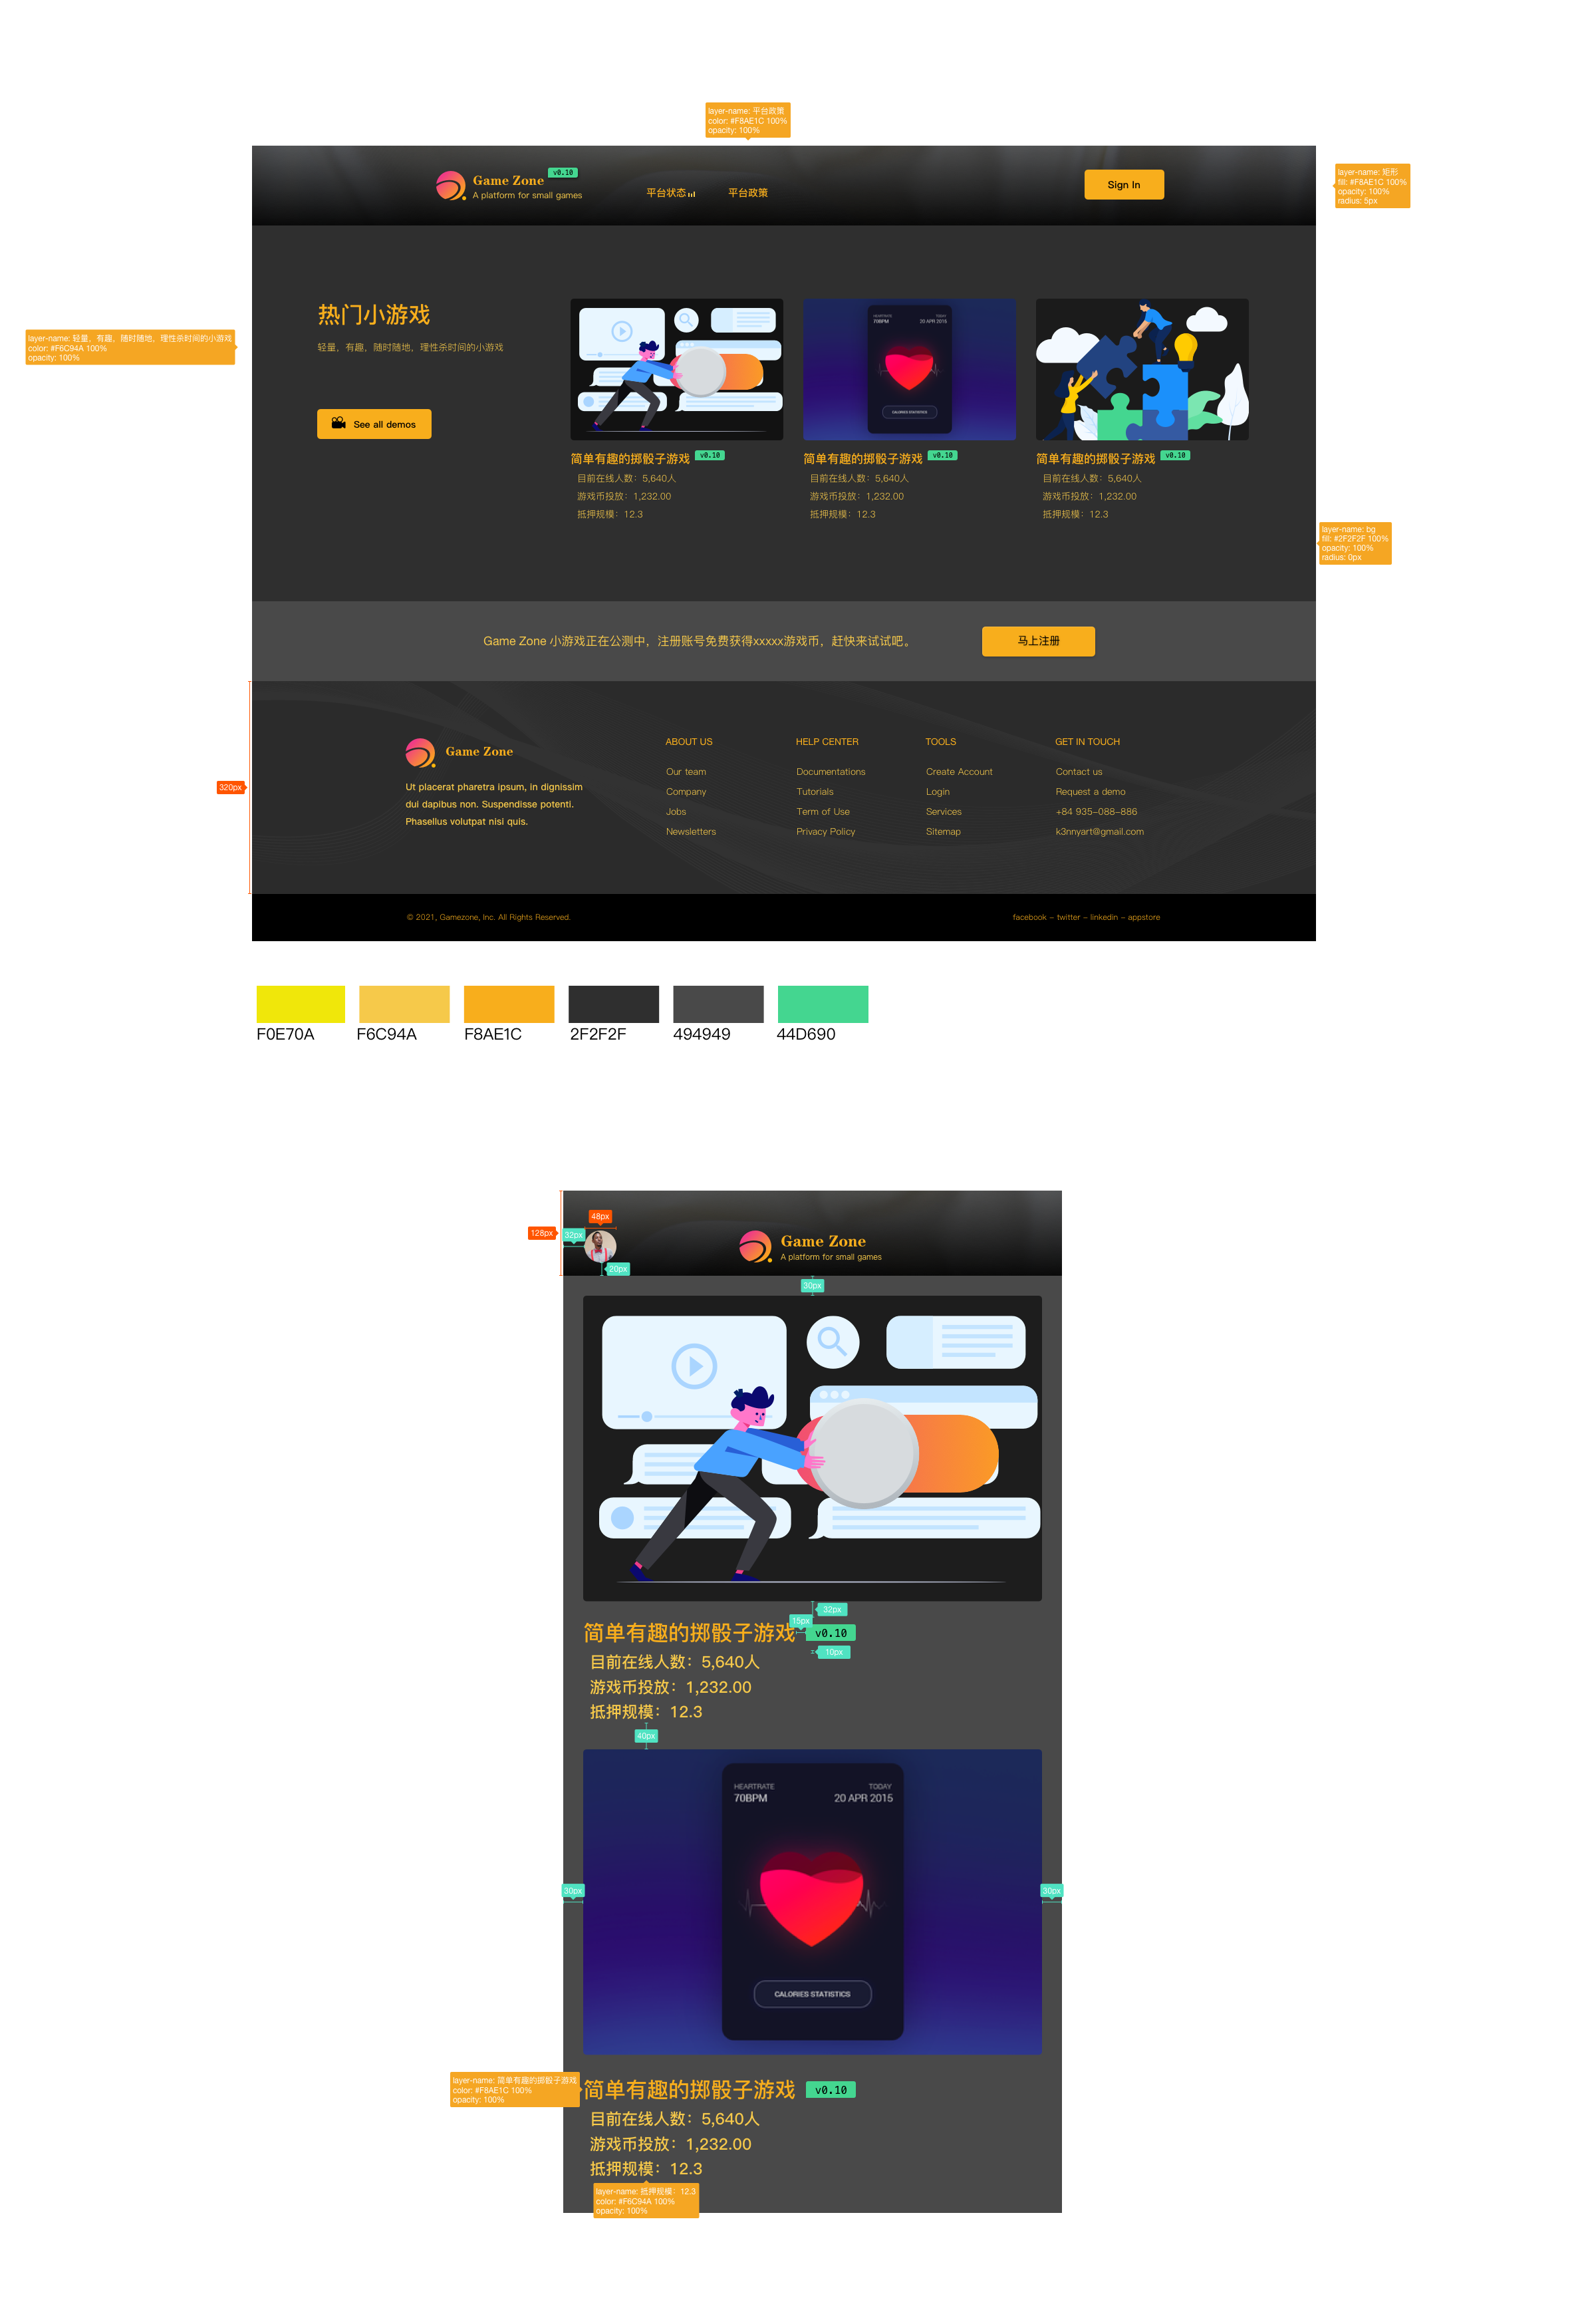 layer-name: 平台政策
color: #F8AE1C 100%
opacity: 100%
Game Zone
v0.10
A platform for small games
平台状态
平台政策
Sign In
layer-name: 矩形
fill: #F8AE1C 100%
opacity: 100%
radius: 5px
热门小游戏
轻量，有趣，随时随地，理性杀时间的小游戏
layer-name: 轻量，有趣，随时随地，理性杀时间的小游戏
color: #F6C94A 100%
opacity: 100%
See all demos
HEARTRATE
70BPM
TODAY
20 APR 2015
CALORIES STATISTICS
简单有趣的掷骰子游戏
v0.10
目前在线人数：5,640人
游戏币投放：1,232.00
抵押规模：12.3
简单有趣的掷骰子游戏
v0.10
目前在线人数：5,640人
游戏币投放：1,232.00
抵押规模：12.3
简单有趣的掷骰子游戏
v0.10
目前在线人数：5,640人
游戏币投放：1,232.00
抵押规模：12.3
layer-name: bg
fill: #2F2F2F 100%
opacity: 100%
radius: 0px
Game Zone 小游戏正在公测中，注册账号免费获得xxxxx游戏币，赶快来试试吧。
马上注册
320px
Game Zone
Ut placerat pharetra ipsum, in dignissim
dui dapibus non. Suspendisse potenti.
Phasellus volutpat nisi quis.
ABOUT US
Our team
Company
Jobs
Newsletters
HELP CENTER
Documentations
Tutorials
Term of Use
Privacy Policy
TOOLS
Create Account
Login
Services
Sitemap
GET IN TOUCH
Contact us
Request a demo
+84 935-088-886
k3nnyart@gmail.com
© 2021, Gamezone, Inc. All Rights Reserved.
facebook - twitter - linkedin - appstore
F0E70A
F6C94A
F8AE1C
2F2F2F
494949
44D690
128px
32px
48px
20px
Game Zone
A platform for small games
30px
32px
15px
简单有趣的掷骰子游戏
v0.10
10px
目前在线人数：5,640人
游戏币投放：1,232.00
抵押规模：12.3
40px
HEARTRATE
70BPM
TODAY
20 APR 2015
30px
30px
CALORIES STATISTICS
layer-name: 简单有趣的掷骰子游戏
color: #F8AE1C 100%
opacity: 100%
简单有趣的掷骰子游戏
v0.10
目前在线人数：5,640人
游戏币投放：1,232.00
抵押规模：12.3
layer-name: 抵押规模：12.3
color: #F6C94A 100%
opacity: 100%